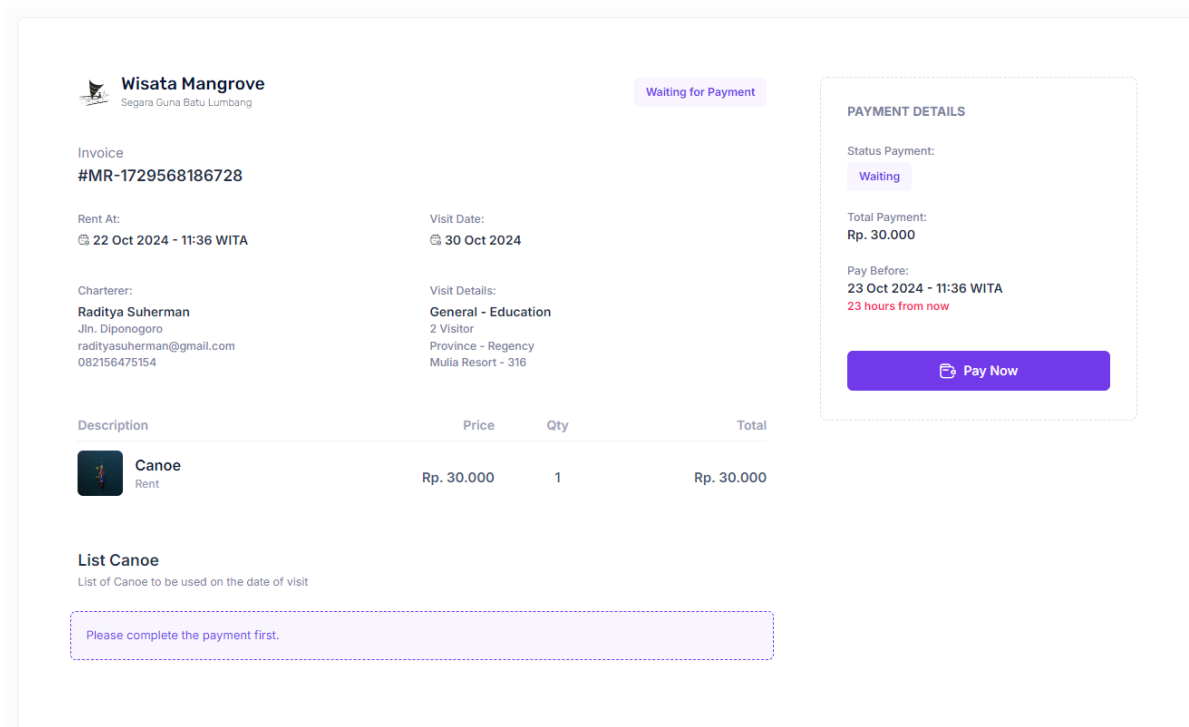 Wisata Mangrove
Segara Guna Batu Lumbang
Waiting for Payment
Invoice
#MR-1729568186728
Rent At:
22 Oct 2024 - 11:36 WITA
Visit Date:
30 Oct 2024
Charterer:
Raditya Suherman
Jln. Diponogoro
radityasuherman@gmail.com
082156475154
Visit Details:
General - Education
2 Visitor
Province - Regency
Mulia Resort - 316
Description Price Qty Total
Canoe
Rent
Rp. 30.000 1 Rp. 30.000
List Canoe
List of Canoe to be used on the date of visit
Please complete the payment first.
PAYMENT DETAILS
Status Payment:
Waiting
Total Payment:
Rp. 30.000
Pay Before:
23 Oct 2024 - 11:36 WITA
23 hours from now
Pay Now